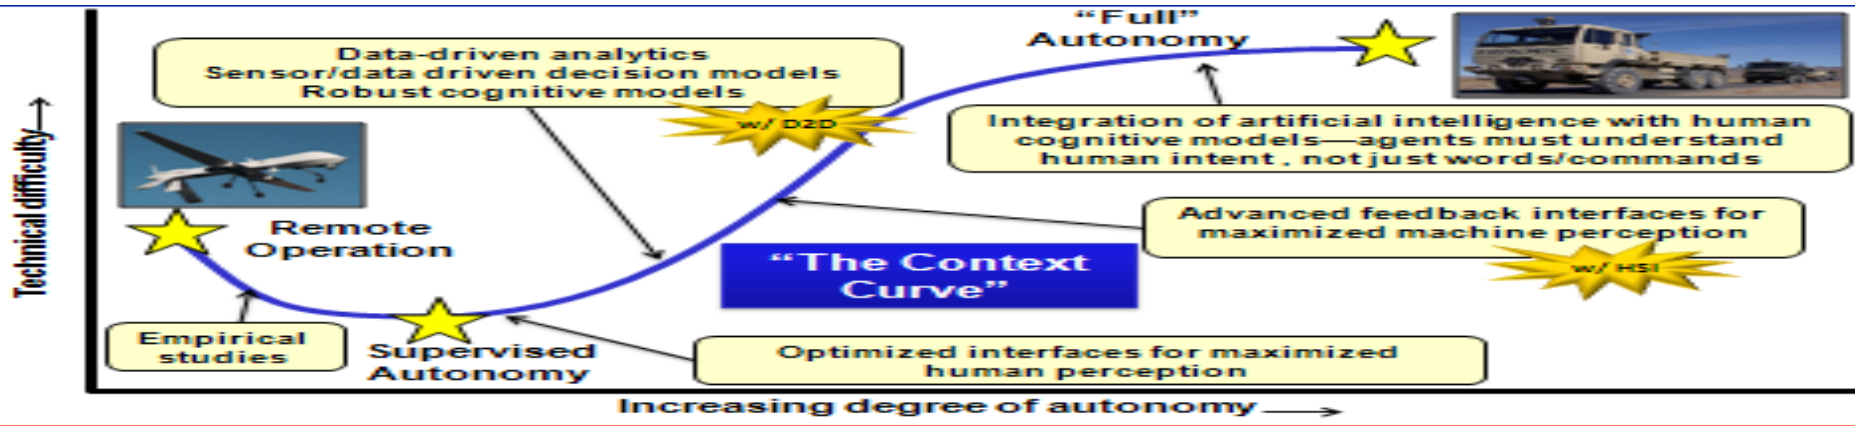 "Full"
Autonomy
Data-driven analytics
Sensor/data driven decision models
Robust cognitive models
w/ D2D
Integration of artificial intelligence with human
cognitive models—agents must understand
human intent, not just words/commands
Technical difficulty
Remote
Operation
Advanced feedback interfaces for
maximized machine perception
w/ HSI
"The Context
Curve"
Empirical
studies
Supervised
Autonomy
Optimized interfaces for maximized
human perception
Increasing degree of autonomy